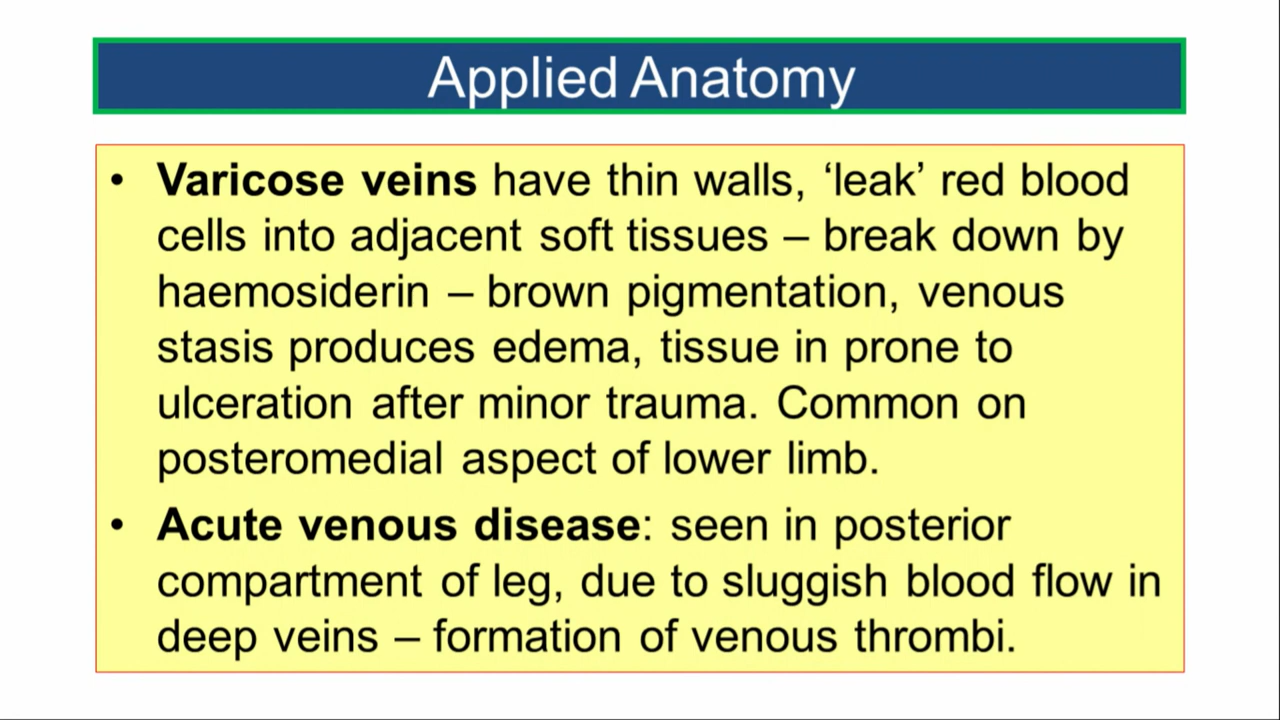 Applied Anatomy
• Varicose veins have thin walls, ‘leak’ red blood
cells into adjacent soft tissues – break down by
haemosiderin – brown pigmentation, venous
stasis produces edema, tissue in prone to
ulceration after minor trauma. Common on
posteromedial aspect of lower limb.
• Acute venous disease: seen in posterior
compartment of leg, due to sluggish blood flow in
deep veins – formation of venous thrombi.